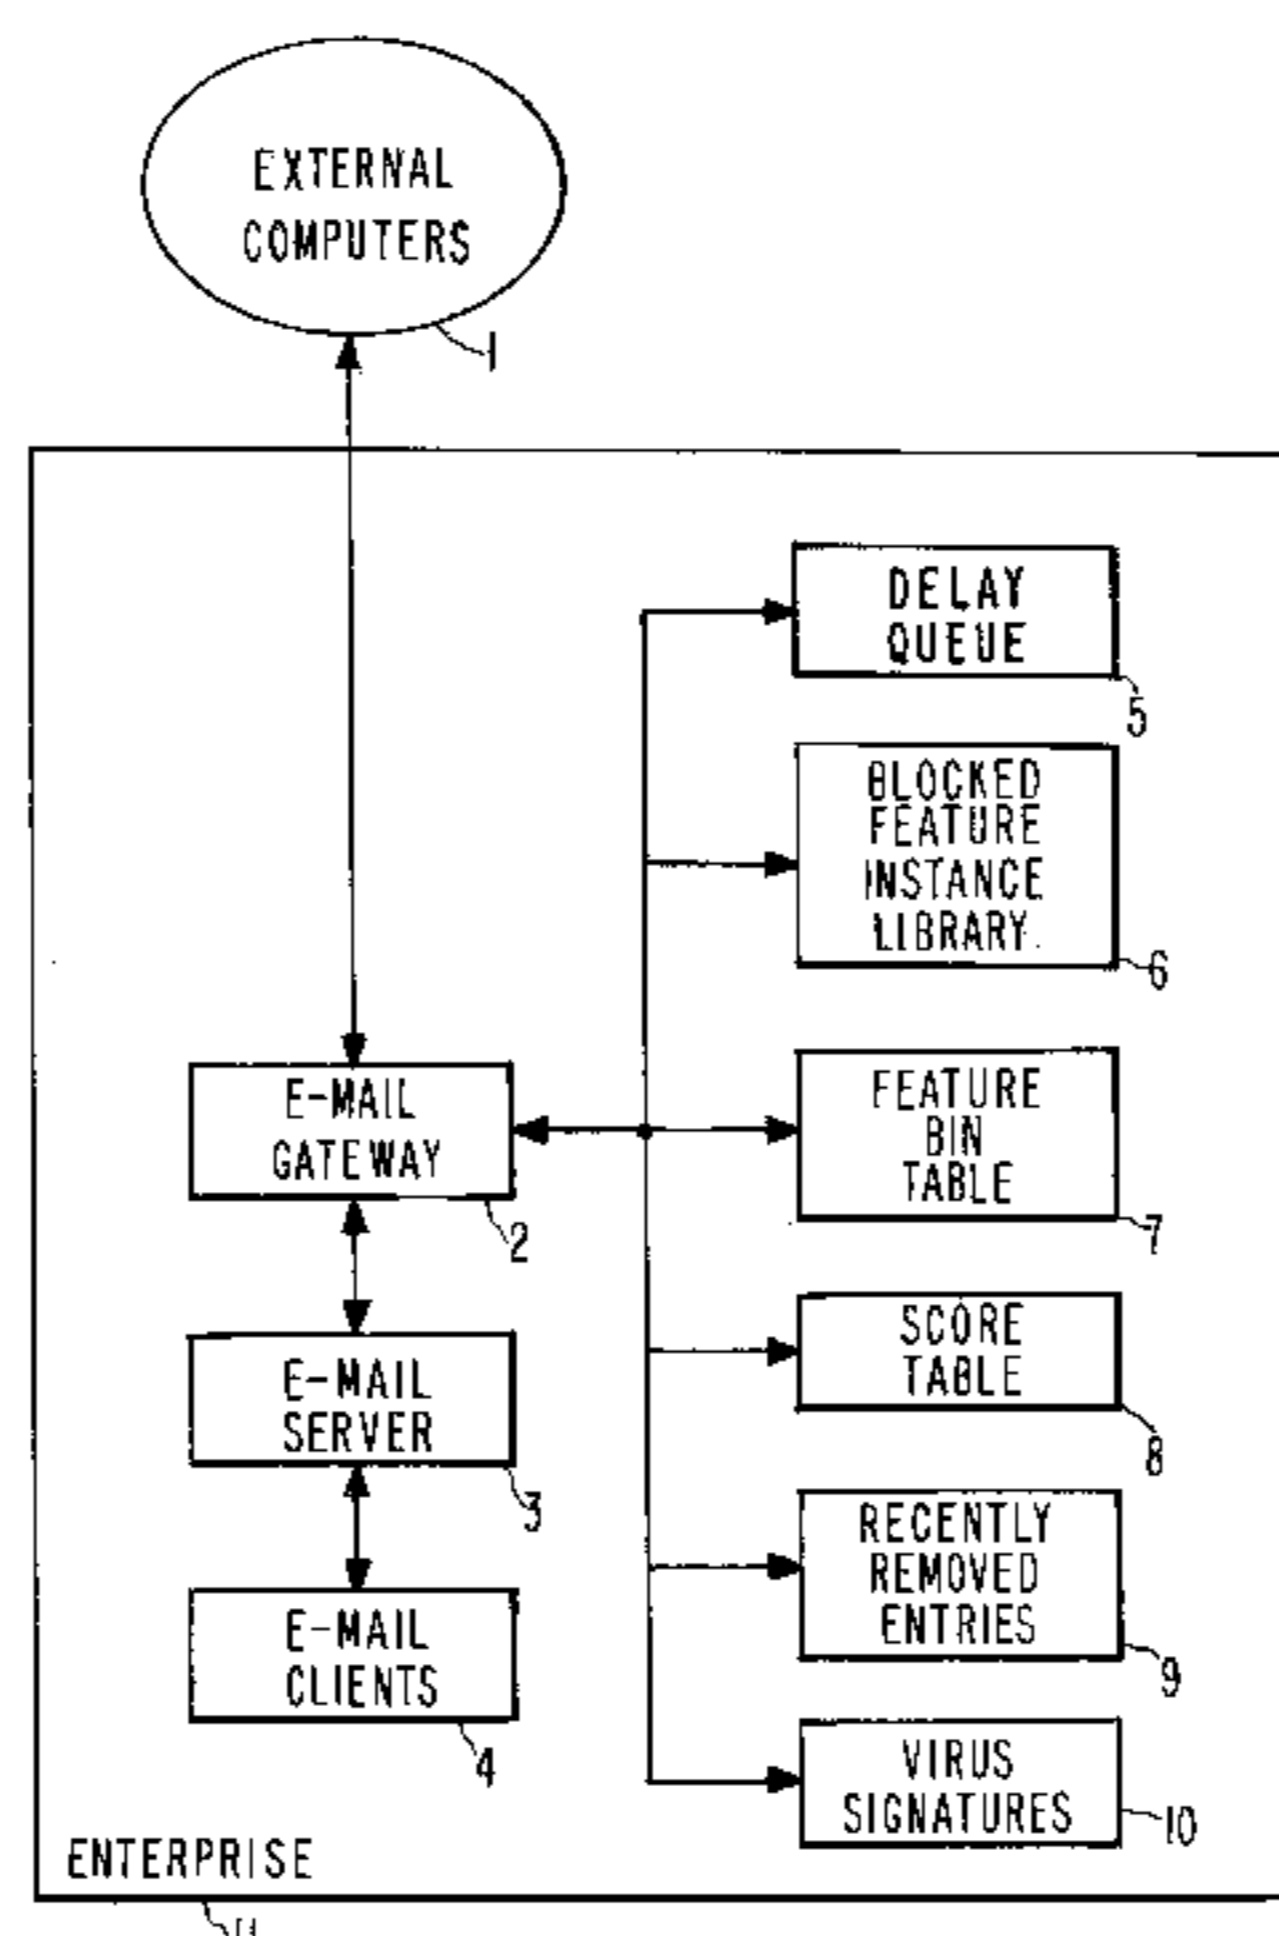 EXTERNAL
COMPUTERS
1
DELAY
QUEUE
5
BLOCKED
FEATURE
INSTANCE
LIBRARY
6
E-MAIL
GATEWAY
2
FEATURE
BIN
TABLE
7
E-MAIL
SERVER
3
SCORE
TABLE
8
E-MAIL
CLIENTS
4
RECENTLY
REMOVED
ENTRIES
9
VIRUS
SIGNATURES
10
ENTERPRISE